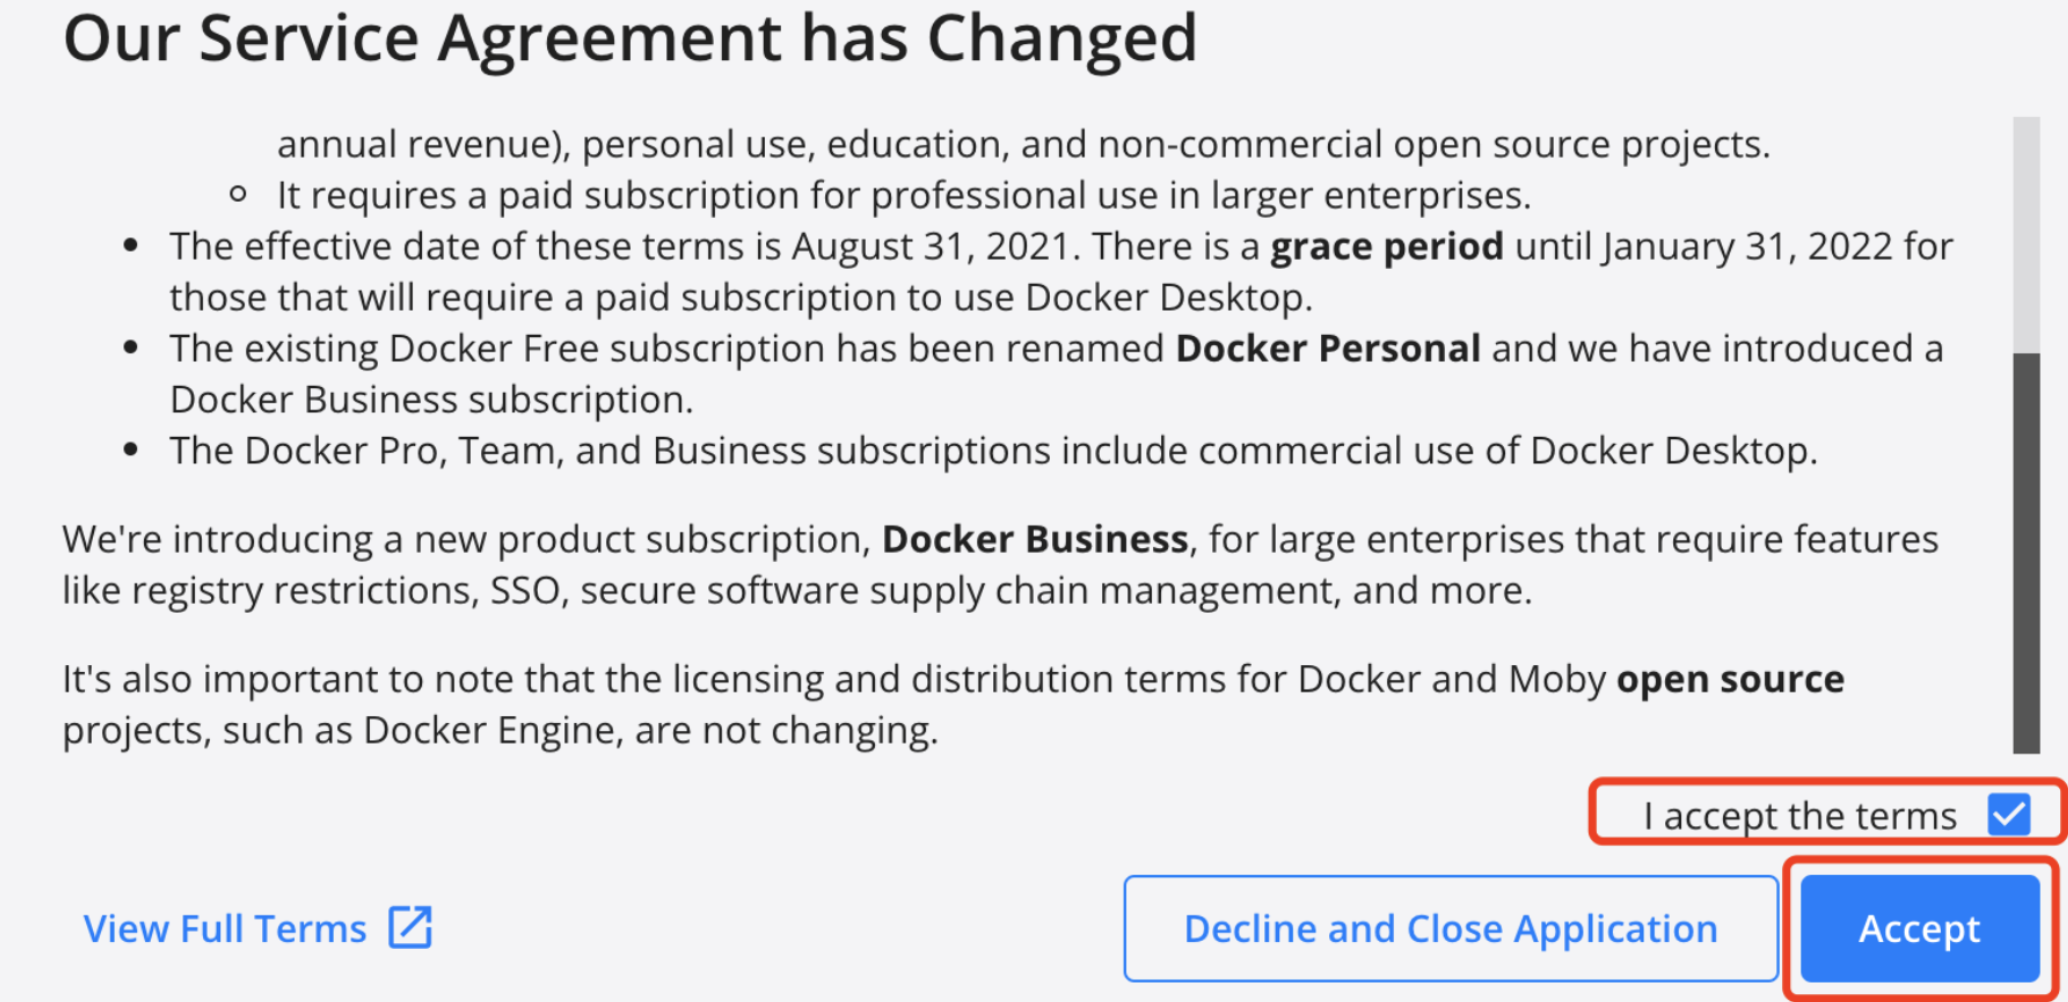 Our Service Agreement has Changed
annual revenue), personal use, education, and non-commercial open source projects.
It requires a paid subscription for professional use in larger enterprises.
The effective date of these terms is August 31, 2021. There is a grace period until January 31, 2022 for
those that will require a paid subscription to use Docker Desktop.
The existing Docker Free subscription has been renamed Docker Personal and we have introduced a
Docker Business subscription.
The Docker Pro, Team, and Business subscriptions include commercial use of Docker Desktop.
We're introducing a new product subscription, Docker Business, for large enterprises that require features
like registry restrictions, SSO, secure software supply chain management, and more.
It's also important to note that the licensing and distribution terms for Docker and Moby open source
projects, such as Docker Engine, are not changing.
I accept the terms
View Full Terms
Decline and Close Application
Accept